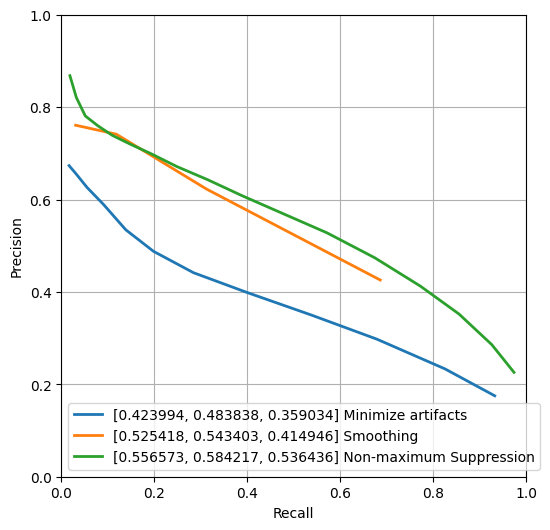 1.0
0.8
0.6
0.4
0.2
0.0
Precision
[0.423994, 0.483838, 0.359034] Minimize artifacts
[0.525418, 0.543403, 0.414946] Smoothing
[0.556573, 0.584217, 0.536436] Non-maximum Suppression
0.0 0.2 0.4 0.6 0.8 1.0
Recall